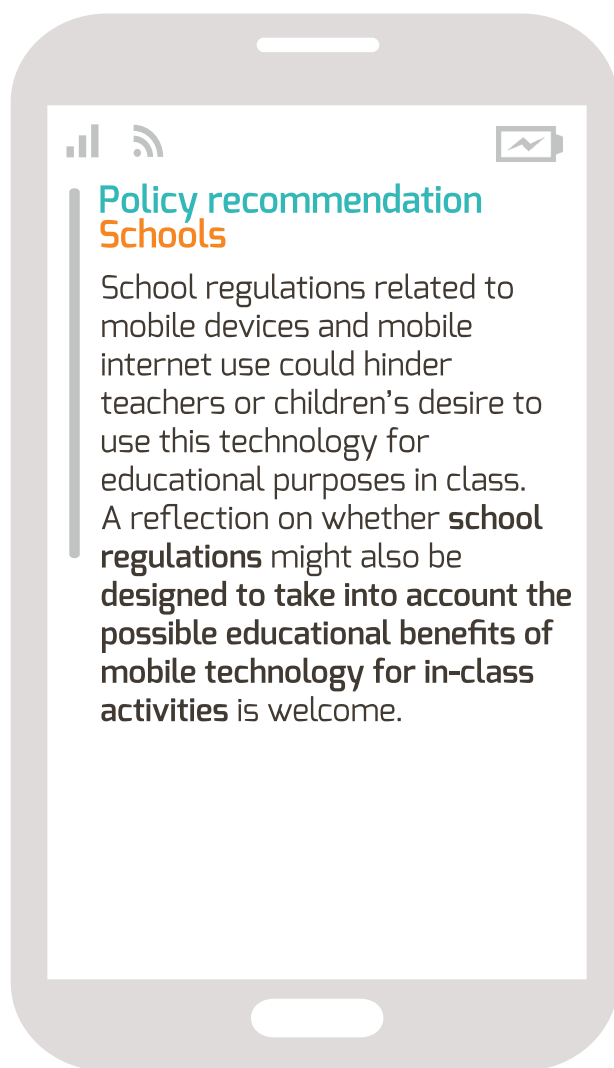 Policy recommendation
Schools
School regulations related to
mobile devices and mobile
internet use could hinder
teachers or children’s desire to
use this technology for
educational purposes in class.
A reflection on whether school
regulations might also be
designed to take into account the
possible educational benefits of
mobile technology for in-class
activities is welcome.